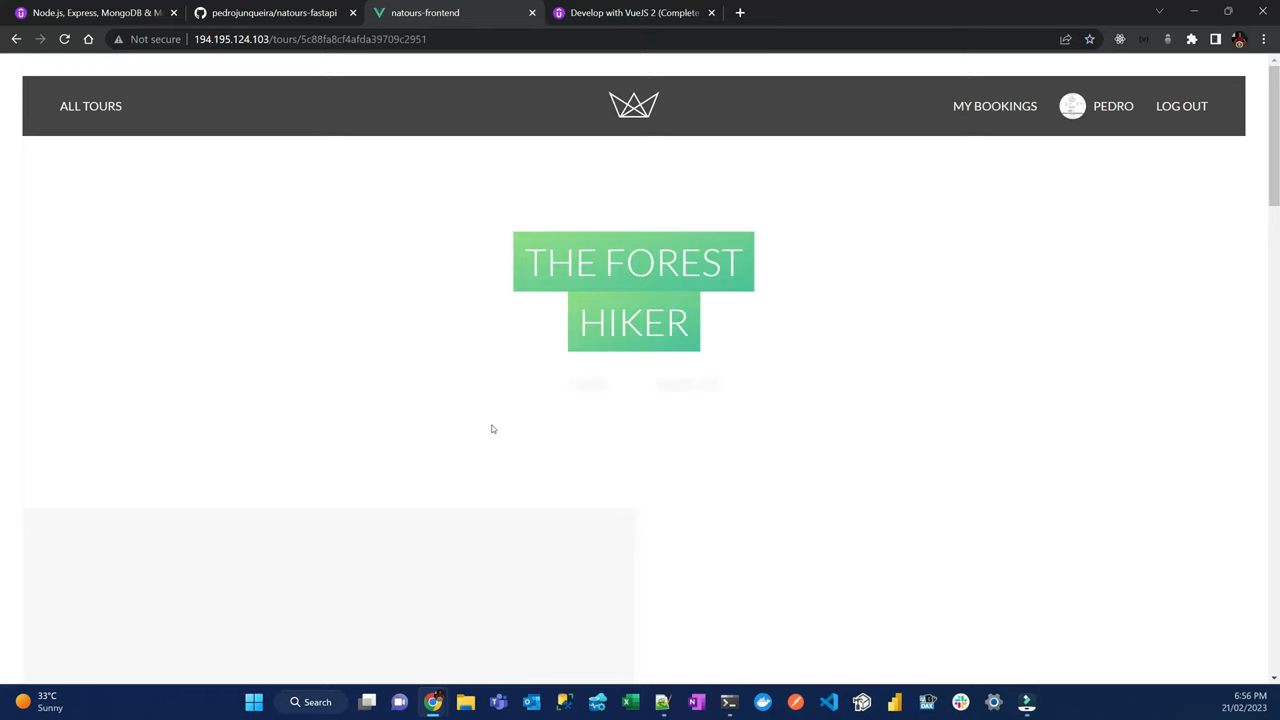 Node.js, Express, MongoDB & M
pedrojunqueira/natours-fastapi
natours-frontend
Develop with VueJS 2 (Complete
Not secure
194.195.124.103/tours/5c88fa8cf4afda39709c2951
ALL TOURS
MY BOOKINGS
PEDRO
LOG OUT
THE FOREST
HIKER
33°C
Sunny
Search
6:56 PM
21/02/2023